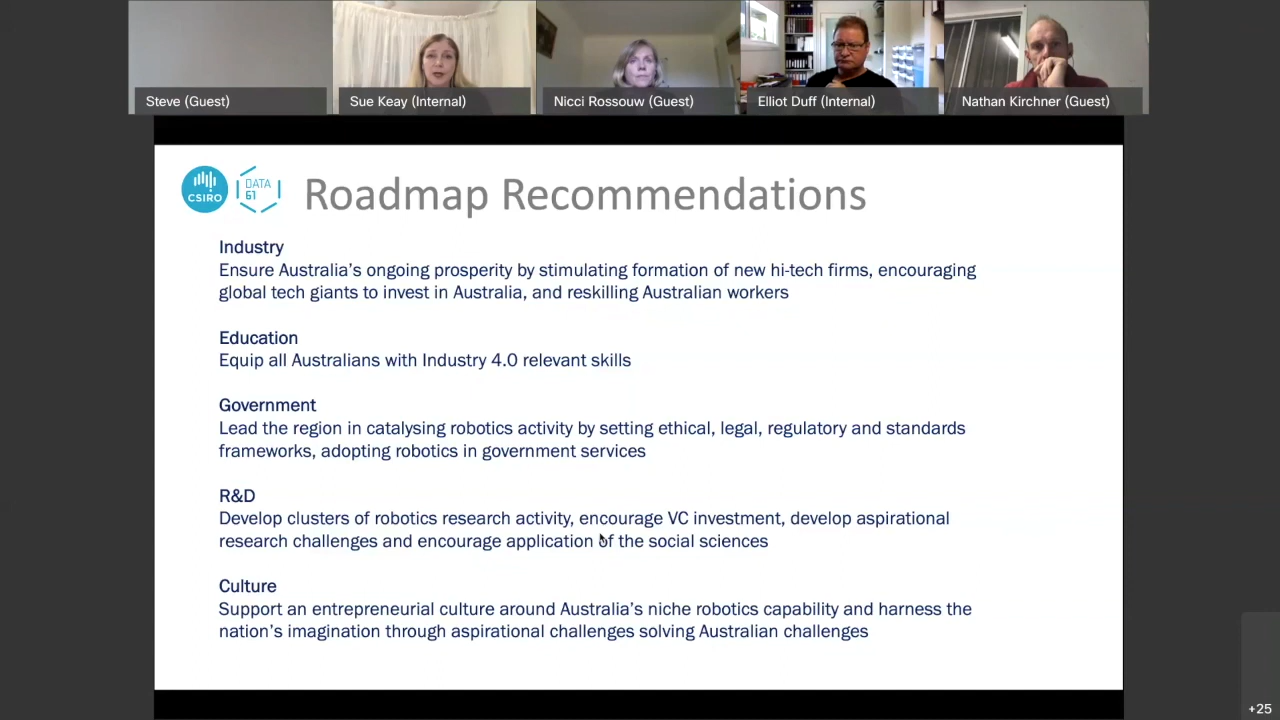 Steve (Guest)
Sue Keay (Internal)
Nicci Rossouw (Guest)
Elliot Duff (Internal)
Nathan Kirchner (Guest)
CSIRO
DATA
61
Roadmap Recommendations
Industry
Ensure Australia's ongoing prosperity by stimulating formation of new hi-tech firms, encouraging
global tech giants to invest in Australia, and reskilling Australian workers
Education
Equip all Australians with Industry 4.0 relevant skills
Government
Lead the region in catalysing robotics activity by setting ethical, legal, regulatory and standards
frameworks, adopting robotics in government services
R&D
Develop clusters of robotics research activity, encourage VC investment, develop aspirational
research challenges and encourage application of the social sciences
Culture
Support an entrepreneurial culture around Australia's niche robotics capability and harness the
nation's imagination through aspirational challenges solving Australian challenges
+25